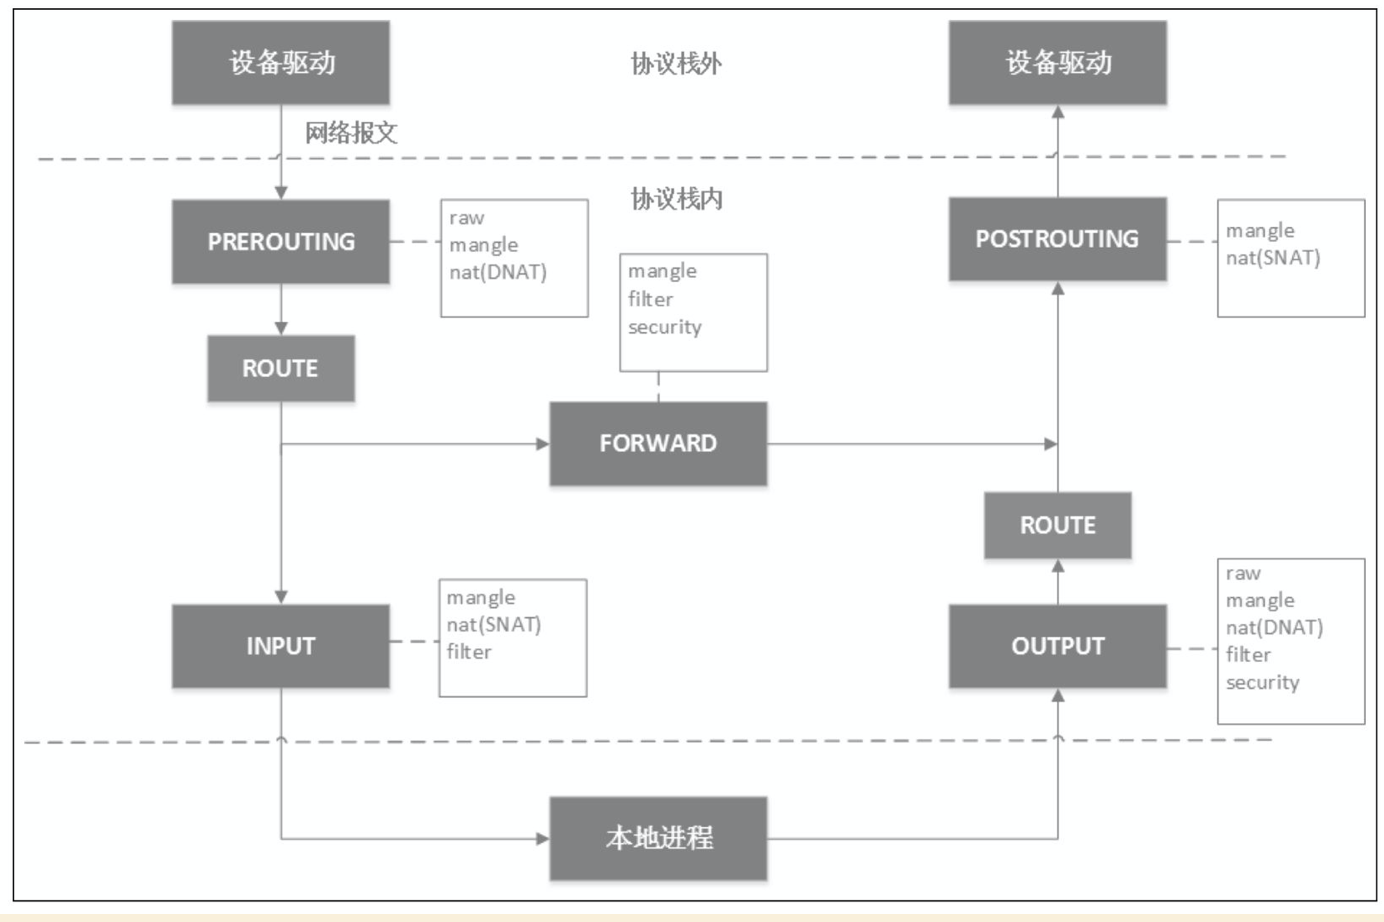 设备驱动
协议栈外
设备驱动
网络报文
协议栈内
PREROUTING
raw
mangle
nat(DNAT)
POSTROUTING
mangle
nat(SNAT)
mangle
filter
security
ROUTE
FORWARD
ROUTE
INPUT
mangle
nat(SNAT)
filter
OUTPUT
raw
mangle
nat(DNAT)
filter
security
本地进程